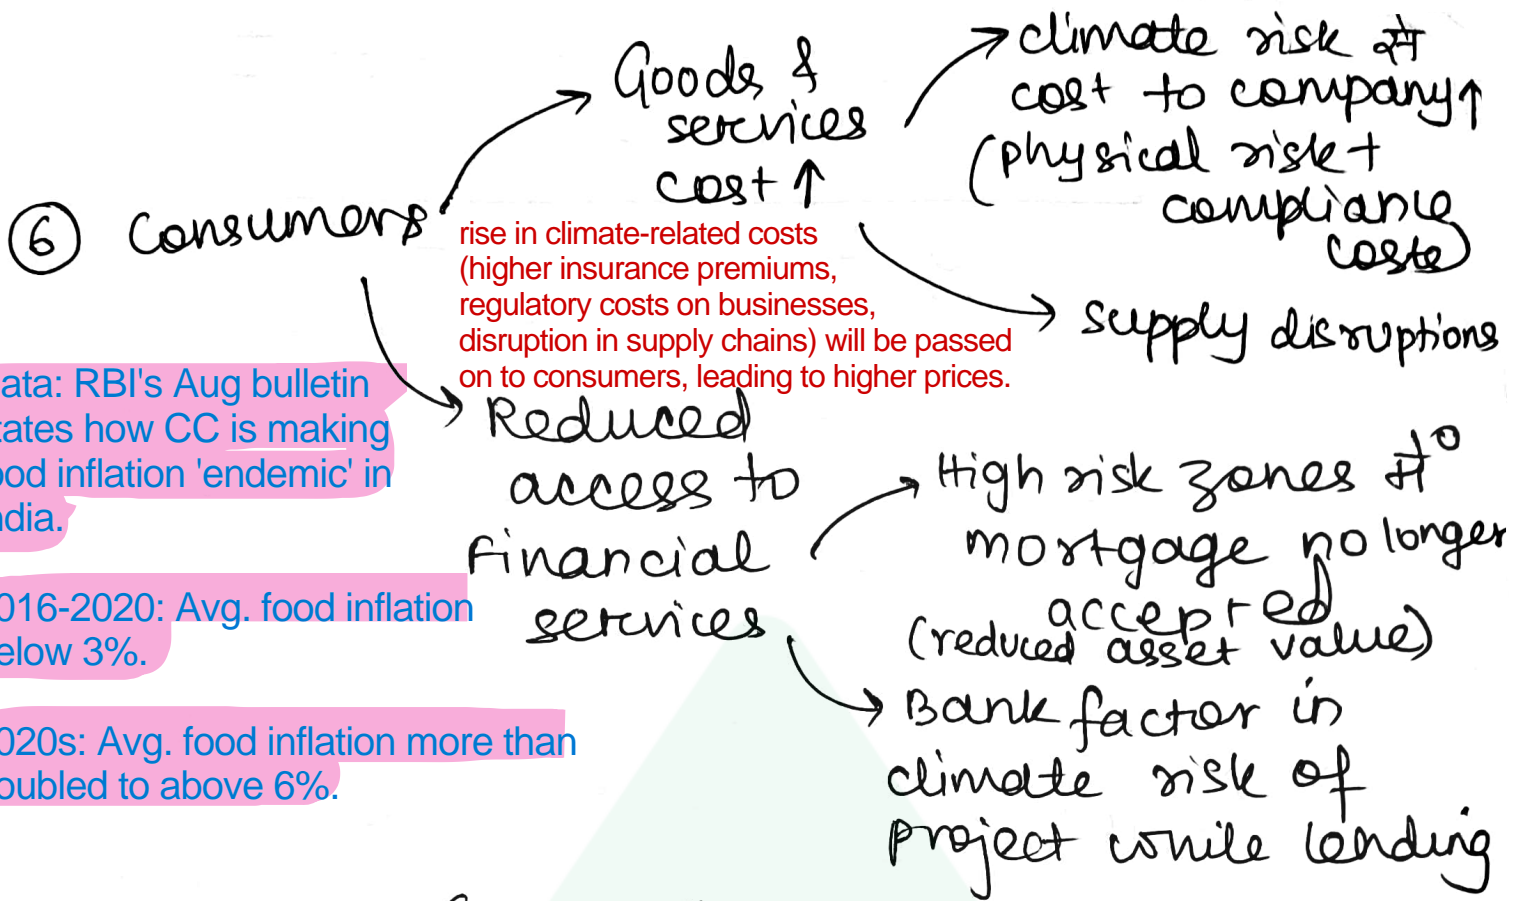 Goods &
services
cost ↑
climate risk से
cost to company↑
(physical risk +
compliance
costs)
⑥ Consumers
rise in climate-related costs
(higher insurance premiums,
regulatory costs on businesses,
disruption in supply chains) will be passed
on to consumers, leading to higher prices.
supply disruptions
ata: RBI's Aug bulletin
tates how CC is making
ood inflation 'endemic' in
ndia.
016-2020: Avg. food inflation
elow 3%.
020s: Avg. food inflation more than
oubled to above 6%.
Reduced
access to
Financial
services
High risk zones में
mortgage no longer
accepted
(reduced asset value)
Bank factor in
climate risk of
project while lending